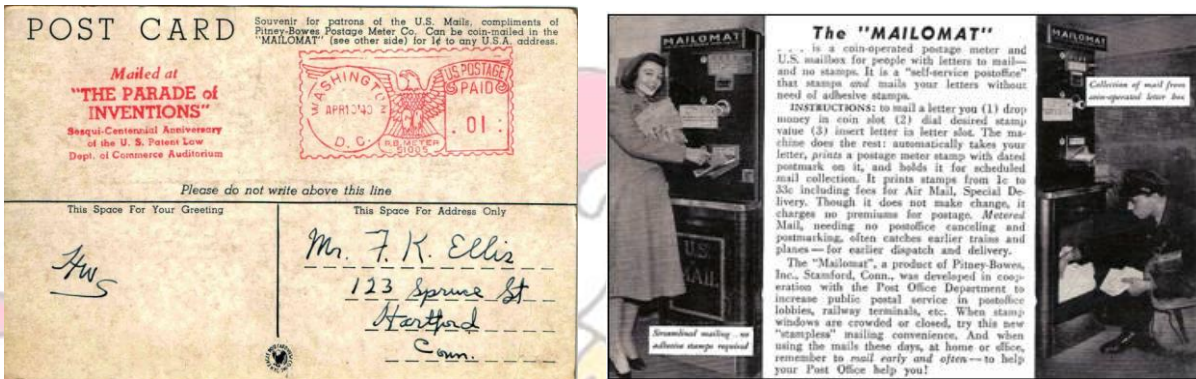 POST CARD
Souvenir for patrons of the U.S. Mails, compliments of
Pitney-Bowes Postage Meter Co. Can be coin-mailed in the
"MAILOMAT" (see other side) for 1¢ to any U.S.A. address.
Mailed at
"THE PARADE of
INVENTIONS"
Sesqui-Centennial Anniversary
of the U. S. Patent Law
Dept. of Commerce Auditorium
WASHINGTON
APR 10 '40
D. C.
U.S. POSTAGE
PAID
.01.
P.B. METER
51005
Please do not write above this line
This Space For Your Greeting
This Space For Address Only
Mr. F. K. Ellis
123 Spruce St
Hartford
Conn.
The "MAILOMAT"
. . . is a coin-operated postage meter and
U.S. mailbox for people with letters to mail—
and no stamps. It is a "self-service postoffice"
that stamps and mails your letters without
need of adhesive stamps.
INSTRUCTIONS: to mail a letter you (1) drop
money in coin slot (2) dial desired stamp
value (3) insert letter in letter slot. The ma-
chine does the rest: automatically takes your
letter, prints a postage meter stamp with dated
postmark on it, and holds it for scheduled
mail collection. It prints stamps from 1c to
33c including fees for Air Mail, Special De-
livery. Though it does not make change, it
charges no premiums for postage. Metered
Mail, needing no postoffice canceling and
postmarking, often catches earlier trains and
planes — for earlier dispatch and delivery.
The "Mailomat", a product of Pitney-Bowes,
Inc., Stamford, Conn., was developed in coop-
eration with the Post Office Department to
increase public postal service in postoffice
lobbies, railway terminals, etc. When stamp
windows are crowded or closed, try this new
"stampless" mailing convenience. And when
using the mails these days, at home or office,
remember to mail early and often — to help
your Post Office help you!
MAILOMAT
U.S.
MAIL
Streamlined mailing . . no
adhesive stamps required
MAILOMAT
Collection of mail from
coin-operated letter box